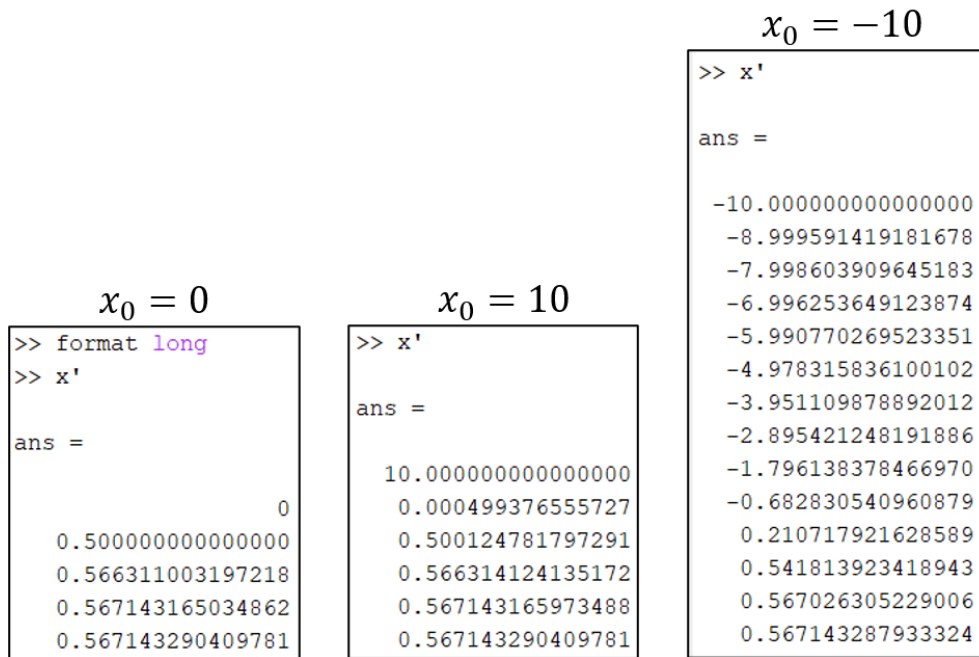 x₀ = 0
>> format long
>> x'
ans =
0
0.500000000000000
0.566311003197218
0.567143165034862
0.567143290409781
x₀ = 10
>> x'
ans =
10.000000000000000
0.000499376555727
0.500124781797291
0.566314124135172
0.567143165973488
0.567143290409781
x₀ = −10
>> x'
ans =
-10.000000000000000
-8.999591419181678
-7.998603909645183
-6.996253649123874
-5.990770269523351
-4.978315836100102
-3.951109878892012
-2.895421248191886
-1.796138378466970
-0.682830540960879
0.210717921628589
0.541813923418943
0.567026305229006
0.567143287933324